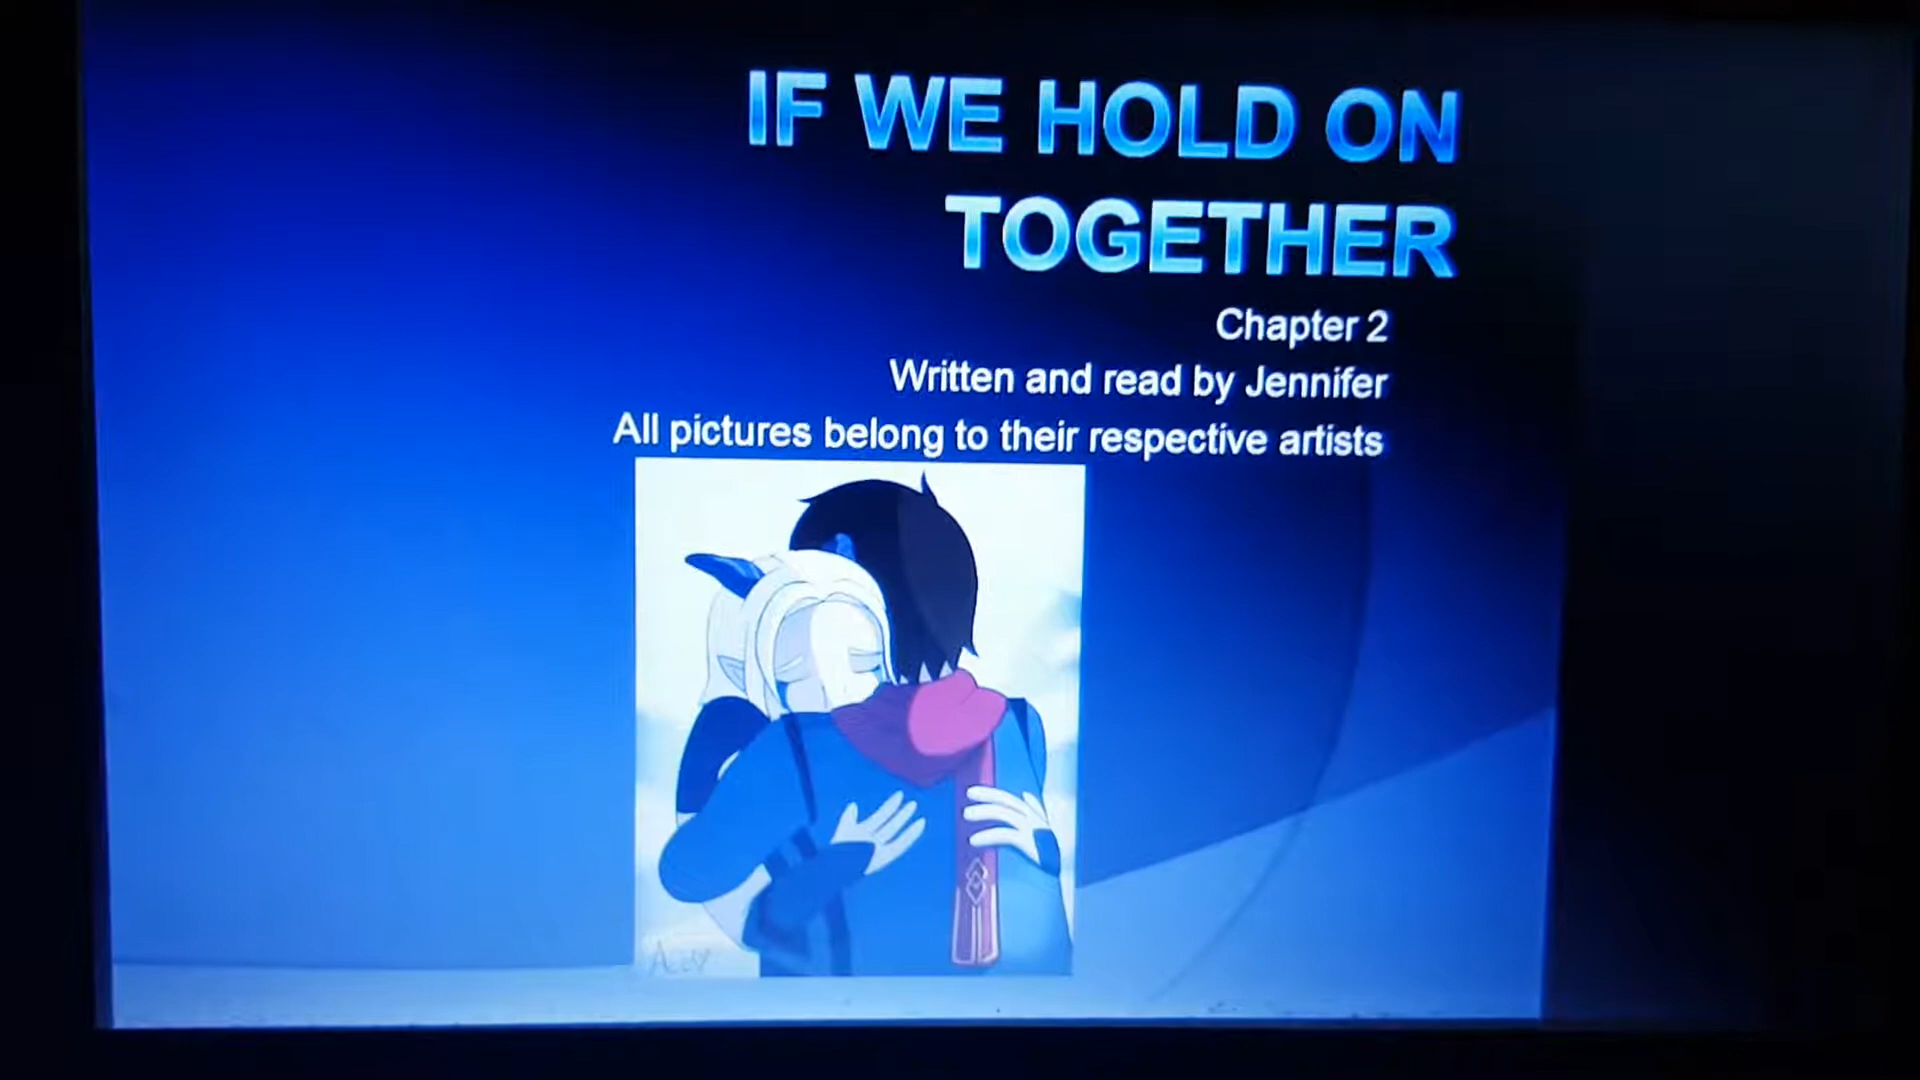 IF WE HOLD ON
TOGETHER
Chapter 2
Written and read by Jennifer
All pictures belong to their respective artists